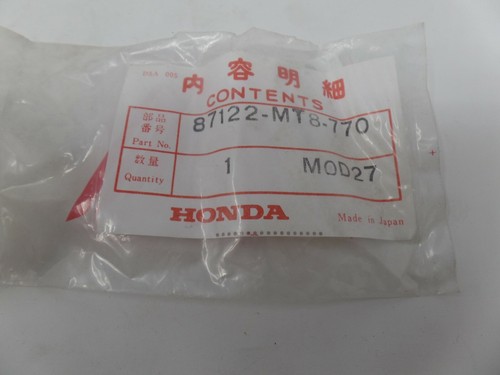 内容明細
CONTENTS
部品
番号
Part No.
87122-MT8-770
数量
Quantity
1 MOD27
HONDA
Made in Japan